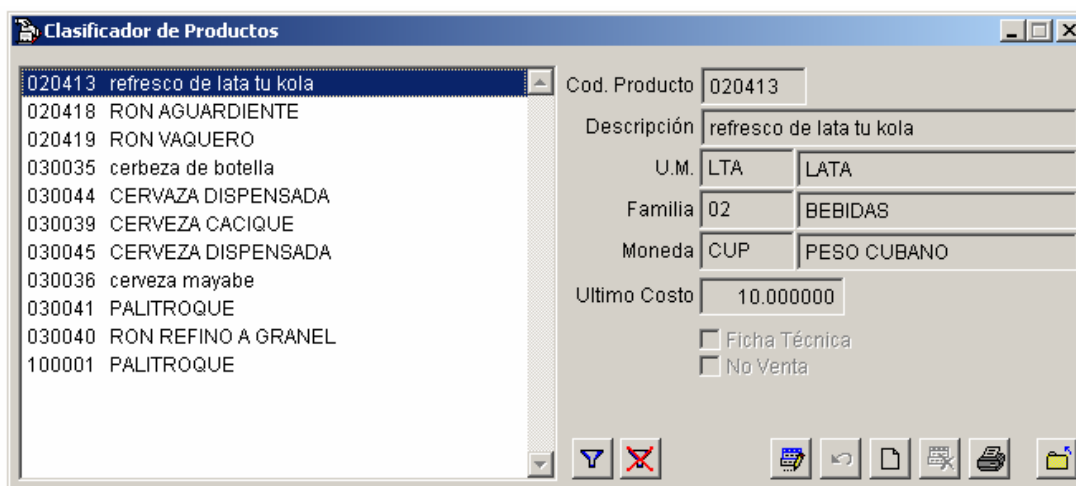 Clasificador de Productos
020413 refresco de lata tu kola
020418 RON AGUARDIENTE
020419 RON VAQUERO
030035 cerbeza de botella
030044 CERVAZA DISPENSADA
030039 CERVEZA CACIQUE
030045 CERVEZA DISPENSADA
030036 cerveza mayabe
030041 PALITROQUE
030040 RON REFINO A GRANEL
100001 PALITROQUE
Cod. Producto 020413
Descripción refresco de lata tu kola
U.M. LTA LATA
Familia 02 BEBIDAS
Moneda CUP PESO CUBANO
Ultimo Costo 10.000000
Ficha Técnica
No Venta